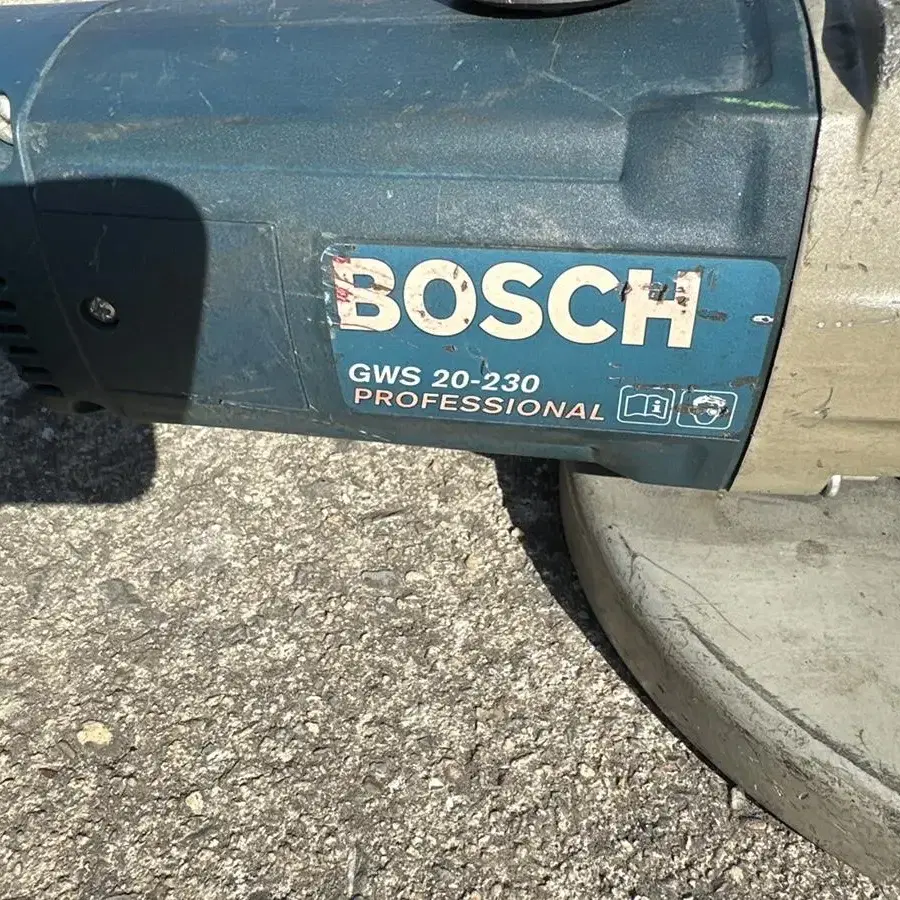 BOSCH
GWS 20-230
PROFESSIONAL
i